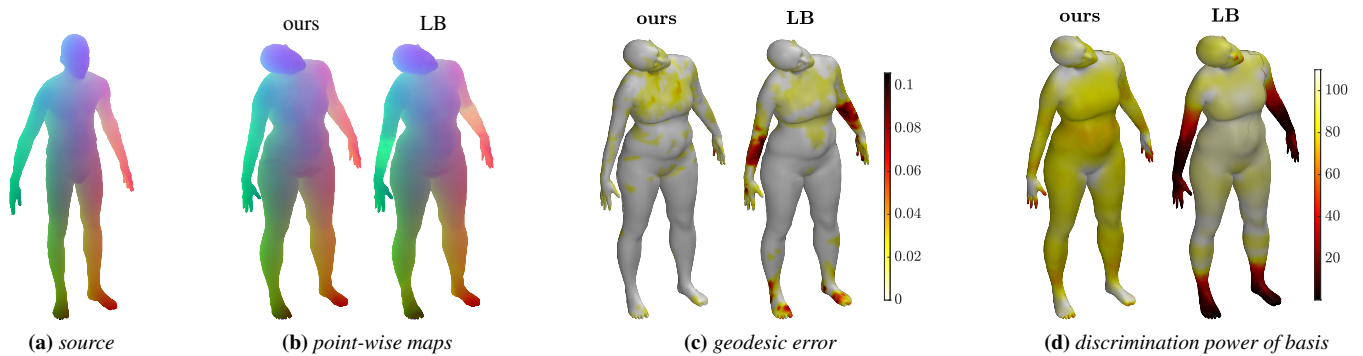 ours LB
ours LB
0.1
0.08
0.06
0.04
0.02
0
ours LB
100
80
60
40
20
(a) source
(b) point-wise maps
(c) geodesic error
(d) discrimination power of basis